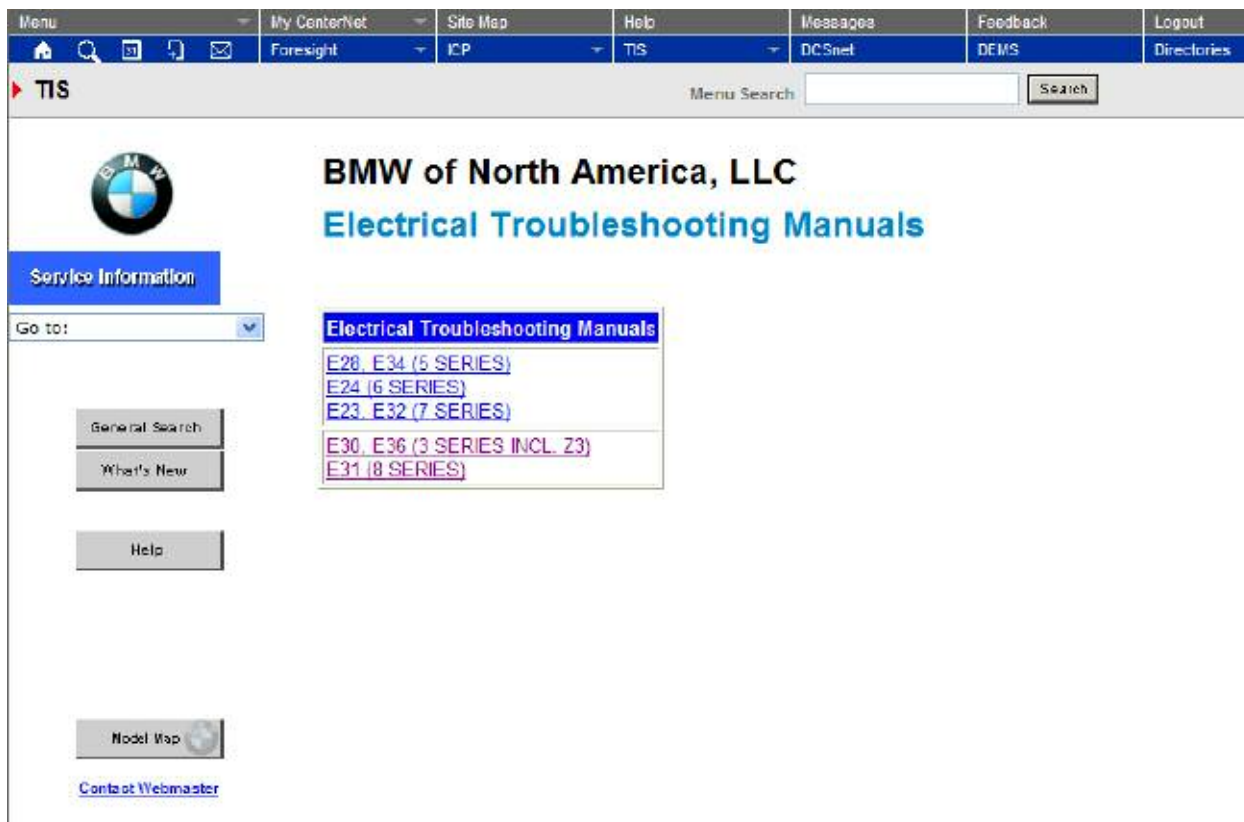 Menu My CenterNet Site Map Help Messages Feedback Logout
31 Foresight ICP TIS DCSnet DEMS Directories
TIS Menu Search Search
BMW
BMW of North America, LLC
Electrical Troubleshooting Manuals
Service Information
Go to:
Electrical Troubleshooting Manuals
E28, E34 (5 SERIES)
E24 (6 SERIES)
E23, E32 (7 SERIES)
E30, E36 (3 SERIES INCL. Z3)
E31 (8 SERIES)
General Search
What's New
Help
Model Map
Contact Webmaster